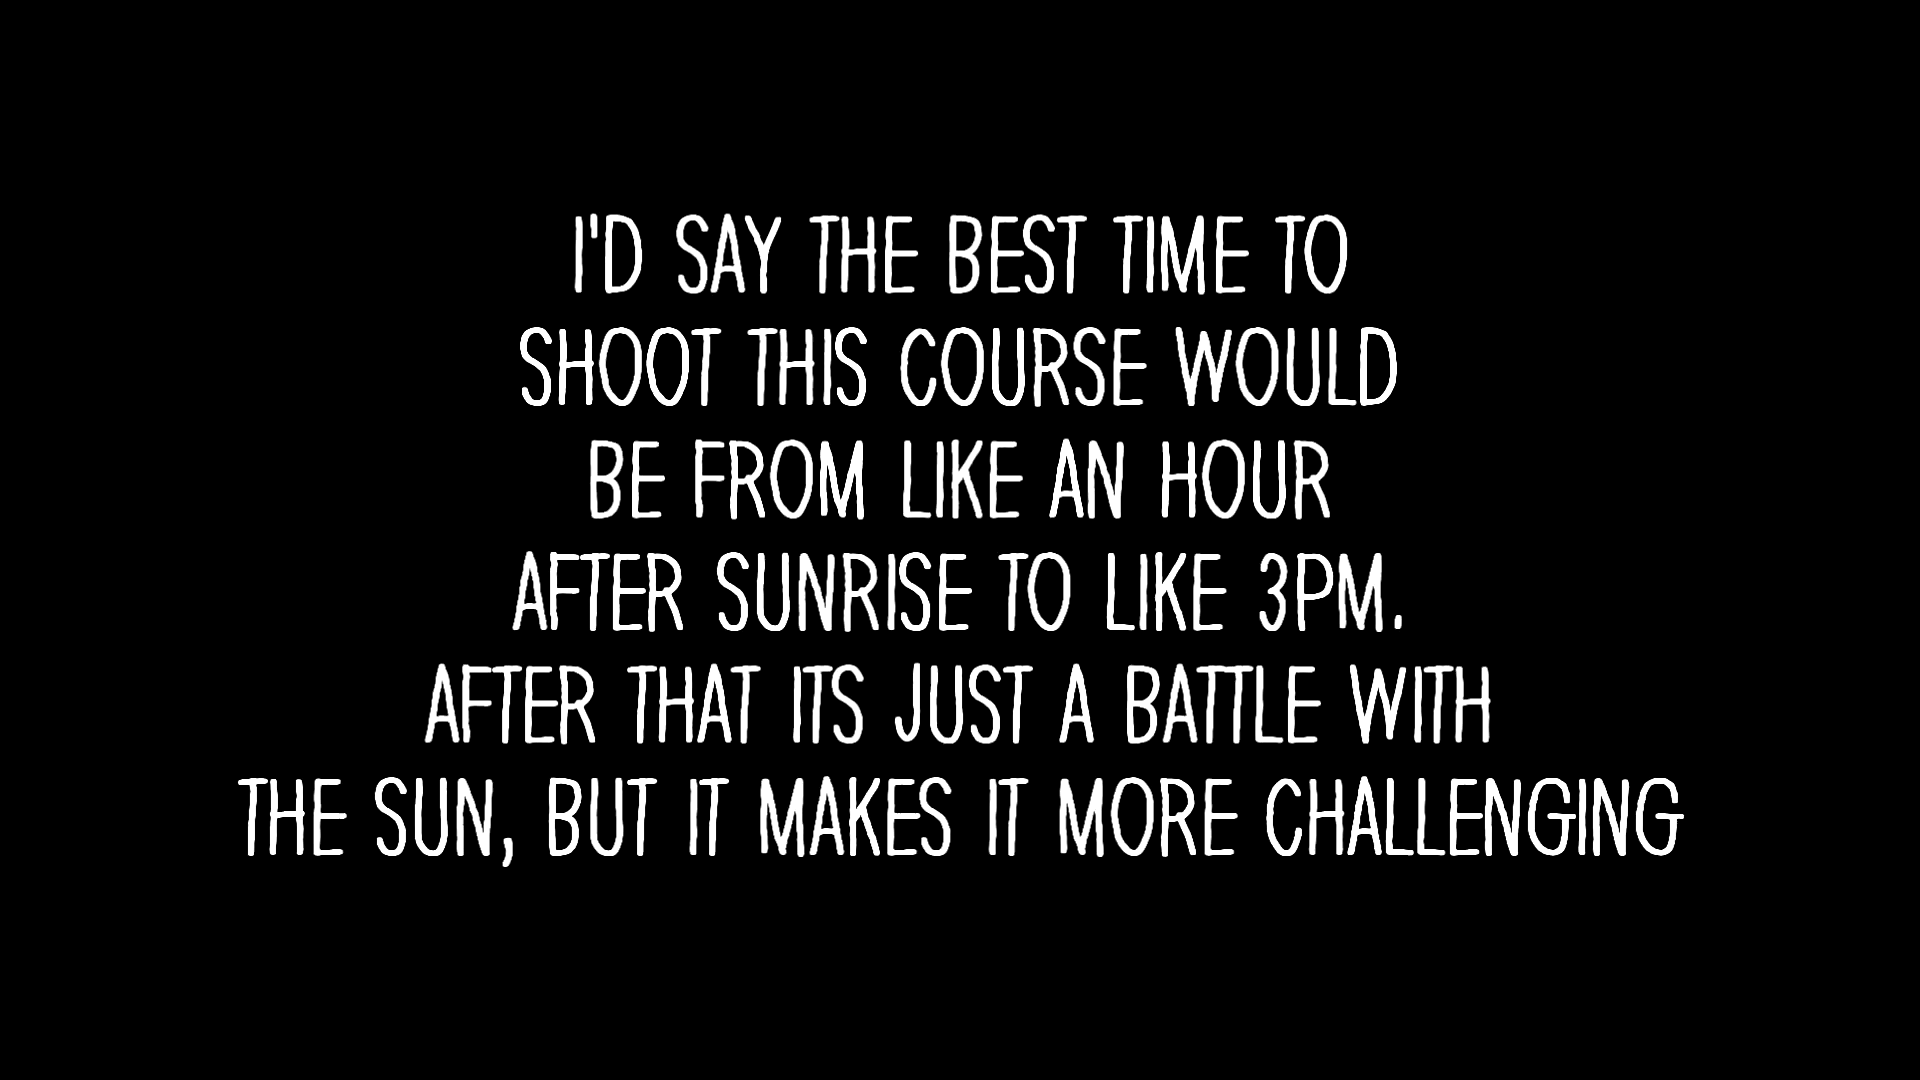 I'D SAY THE BEST TIME TO
SHOOT THIS COURSE WOULD
BE FROM LIKE AN HOUR
AFTER SUNRISE TO LIKE 3PM.
AFTER THAT ITS JUST A BATTLE WITH
THE SUN, BUT IT MAKES IT MORE CHALLENGING